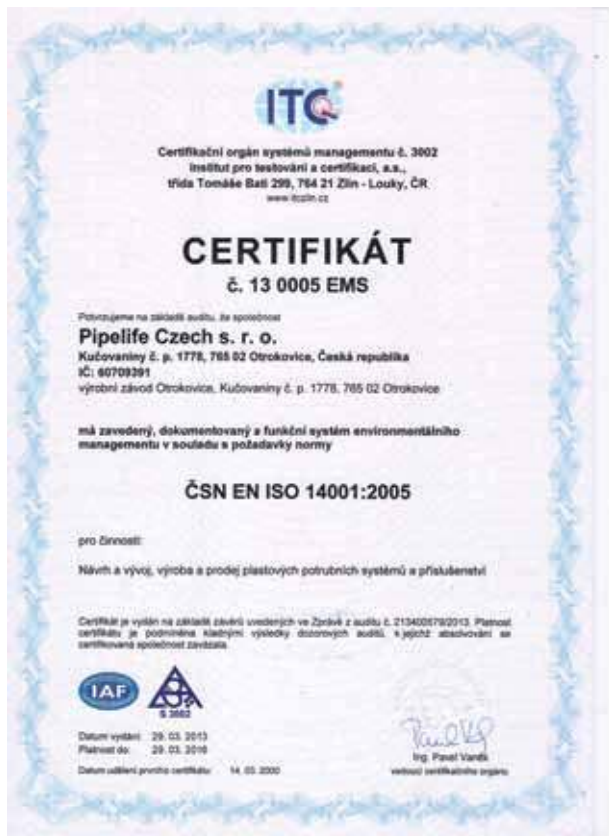 ITC
Certifikační orgán systémů managementu č. 3002
Institut pro testování a certifikaci, a.s.,
třída Tomáše Bati 299, 764 21 Zlín - Louky, ČR
www.itczlin.cz
CERTIFIKÁT
č. 13 0005 EMS
Potvrzujeme na základě auditu, že společnost
Pipelife Czech s. r. o.
Kučovaniny č. p. 1778, 765 02 Otrokovice, Česká republika
IČ: 60709391
výrobní závod Otrokovice, Kučovaniny č. p. 1778, 765 02 Otrokovice
má zavedený, dokumentovaný a funkční systém environmentálního
managementu v souladu s požadavky normy
ČSN EN ISO 14001:2005
pro činnosti:
Návrh a vývoj, výroba a prodej plastových potrubních systémů a příslušenství
Certifikát je vydán na základě závěrů uvedených ve Zprávě z auditu č. 213400579/2013. Platnost
certifikátu je podmíněna kladnými výsledky dozorových auditů, k jejichž absolvování se
certifikovaná společnost zavázala.
IAF
S 3002
Datum vydání: 29. 03. 2013
Platnost do: 29. 03. 2016
Datum udělení prvního certifikátu: 14. 03. 2000
Ing. Pavel Vaněk
vedoucí certifikačního orgánu